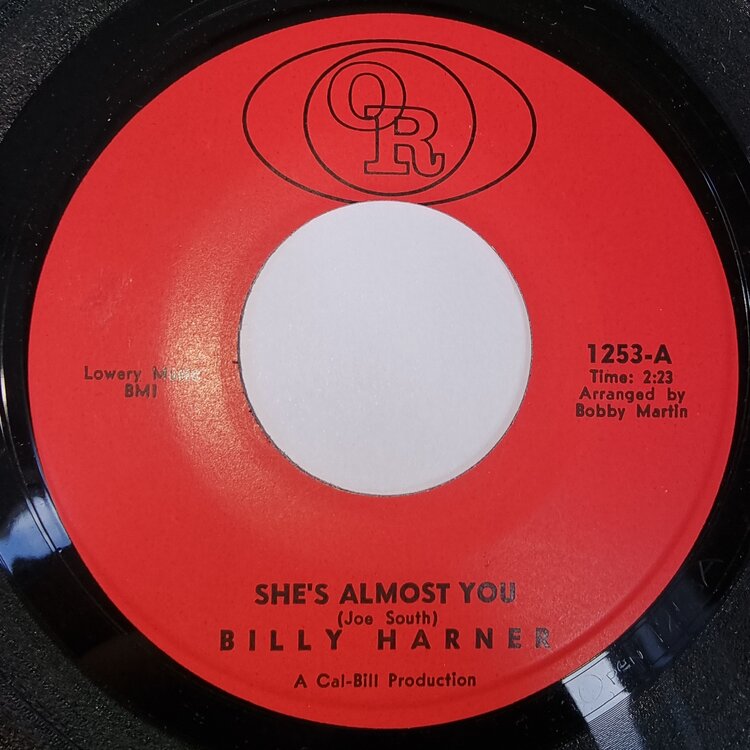 OR
Lowery Music
BMI
1253-A
Time: 2:23
Arranged by
Bobby Martin
SHE'S ALMOST YOU
(Joe South)
BILLY HARNER
A Cal-Bill Production